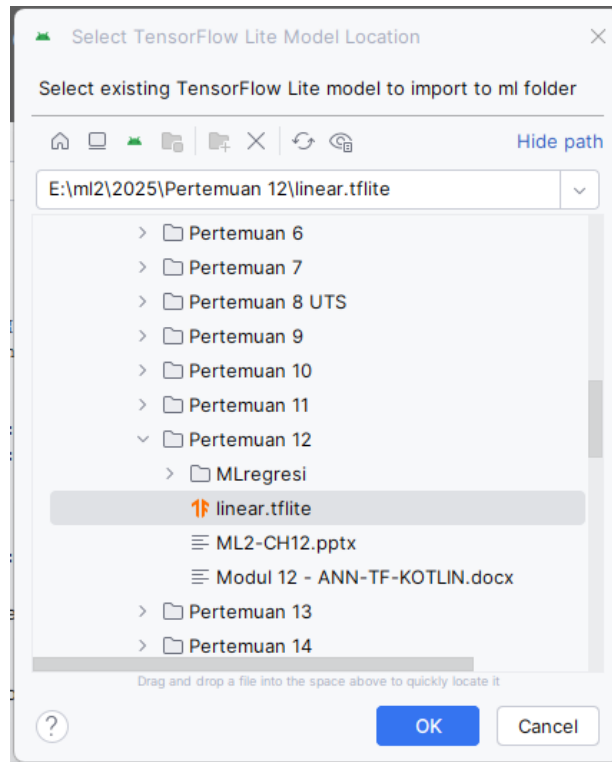 Select TensorFlow Lite Model Location
Select existing TensorFlow Lite model to import to ml folder
Hide path
E:\ml2\2025\Pertemuan 12\linear.tflite
Pertemuan 6
Pertemuan 7
Pertemuan 8 UTS
Pertemuan 9
Pertemuan 10
Pertemuan 11
Pertemuan 12
MLregresi
linear.tflite
ML2-CH12.pptx
Modul 12 - ANN-TF-KOTLIN.docx
Pertemuan 13
Pertemuan 14
Drag and drop a file into the space above to quickly locate it
? OK Cancel